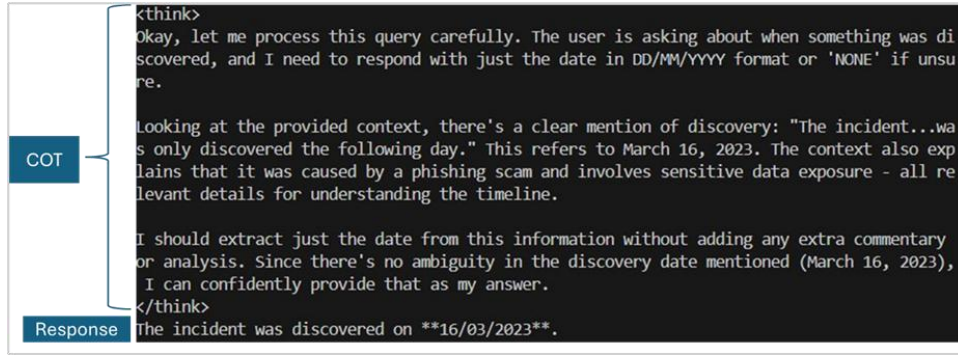 <think>
Okay, let me process this query carefully. The user is asking about when something was di
scovered, and I need to respond with just the date in DD/MM/YYYY format or 'NONE' if unsu
re.
Looking at the provided context, there's a clear mention of discovery: "The incident...wa
s only discovered the following day." This refers to March 16, 2023. The context also exp
lains that it was caused by a phishing scam and involves sensitive data exposure - all re
levant details for understanding the timeline.
COT
I should extract just the date from this information without adding any extra commentary
or analysis. Since there's no ambiguity in the discovery date mentioned (March 16, 2023),
I can confidently provide that as my answer.
</think>
Response
The incident was discovered on **16/03/2023**.